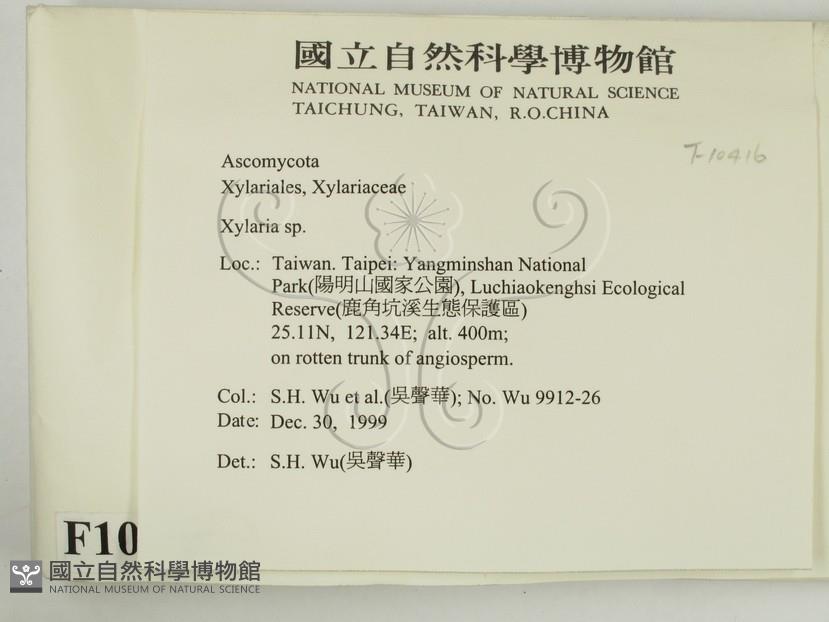 國立自然科學博物館
NATIONAL MUSEUM OF NATURAL SCIENCE
TAICHUNG, TAIWAN, R.O.CHINA
T-10416
Ascomycota
Xylariales, Xylariaceae
Xylaria sp.
Loc.: Taiwan. Taipei: Yangminshan National
Park(陽明山國家公園), Luchiaokenghsi Ecological
Reserve(鹿角坑溪生態保護區)
25.11N, 121.34E; alt. 400m;
on rotten trunk of angiosperm.
Col.: S.H. Wu et al.(吳聲華); No. Wu 9912-26
Date: Dec. 30, 1999
Det.: S.H. Wu(吳聲華)
F10
國立自然科學博物館
NATIONAL MUSEUM OF NATURAL SCIENCE